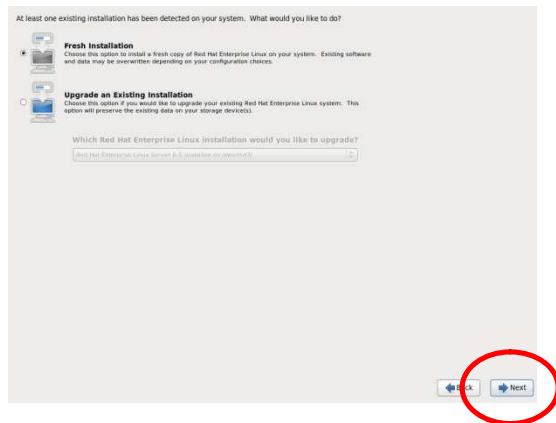 At least one existing installation has been detected on your system. What would you like to do?
Fresh Installation
Choose this option to install a fresh copy of Red Hat Enterprise Linux on your system. Existing software
and data may be overwritten depending on your configuration choices.
Upgrade an Existing Installation
Choose this option if you would like to upgrade your existing Red Hat Enterprise Linux system. This
option will preserve the existing data on your storage device(s).
Which Red Hat Enterprise Linux installation would you like to upgrade?
Red Hat Enterprise Linux Server 6.5 installed on
Back
Next